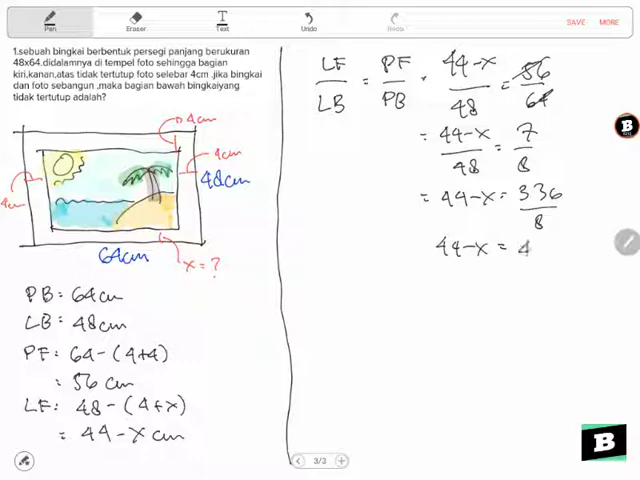 Pen
Eraser
Text
Undo
Redo
SAVE
MORE
1.sebuah bingkai berbentuk persegi panjang berukuran
48x64.didalamnya di tempel foto sehingga bagian
kiri,kanan,atas tidak tertutup foto selebar 4cm .jika bingkai
dan foto sebangun ,maka bagian bawah bingkaiyang
tidak tertutup adalah?
4cm
4cm
48cm
4cm
64cm
x = ?
PB = 64cm
LB = 48cm
PF: 64 - (4+4)
= 56 cm
LF: 48 - (4+x)
= 44 - x cm
LF/LB = PF/PB . 44-x/48 = 56/64
= 44-x/48 = 7/8
= 44-x = 336/8
44-x = 4
3/3
B
B